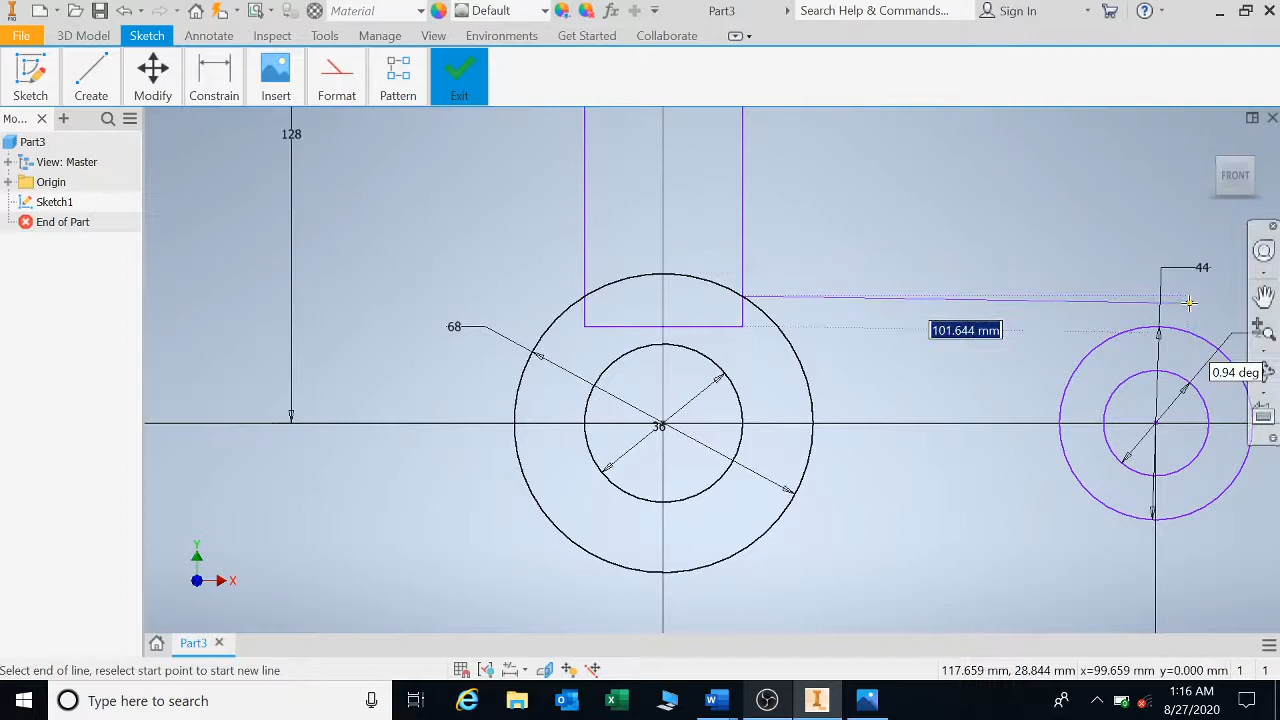 Material
Default
Part3
Search Help & Commands...
Sign In
File
3D Model
Sketch
Annotate
Inspect
Tools
Manage
View
Environments
Get Started
Collaborate
Sketch
Create
Modify
Constraint
Insert
Format
Pattern
Exit
Mo...
Part3
View: Master
Origin
Sketch1
End of Part
128
FRONT
44
68
101.644 mm
0.94 deg
36
Y
X
Part3
Select end of line, reselect start point to start new line
117.659 mm, 28.844 mm x=99.659 mm y=0.000 mm 1 1
Type here to search
1:16 AM
8/27/2020